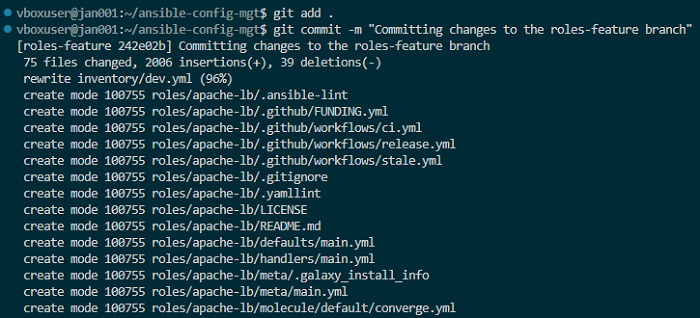 vboxuser@jan001:~/ansible-config-mgt$ git add .
vboxuser@jan001:~/ansible-config-mgt$ git commit -m "Committing changes to the roles-feature branch"
[roles-feature 242e02b] Committing changes to the roles-feature branch
 75 files changed, 2006 insertions(+), 39 deletions(-)
 rewrite inventory/dev.yml (96%)
 create mode 100755 roles/apache-lb/.ansible-lint
 create mode 100755 roles/apache-lb/.github/FUNDING.yml
 create mode 100755 roles/apache-lb/.github/workflows/ci.yml
 create mode 100755 roles/apache-lb/.github/workflows/release.yml
 create mode 100755 roles/apache-lb/.github/workflows/stale.yml
 create mode 100755 roles/apache-lb/.gitignore
 create mode 100755 roles/apache-lb/.yamllint
 create mode 100755 roles/apache-lb/LICENSE
 create mode 100755 roles/apache-lb/README.md
 create mode 100755 roles/apache-lb/defaults/main.yml
 create mode 100755 roles/apache-lb/handlers/main.yml
 create mode 100755 roles/apache-lb/meta/.galaxy_install_info
 create mode 100755 roles/apache-lb/meta/main.yml
 create mode 100755 roles/apache-lb/molecule/default/converge.yml